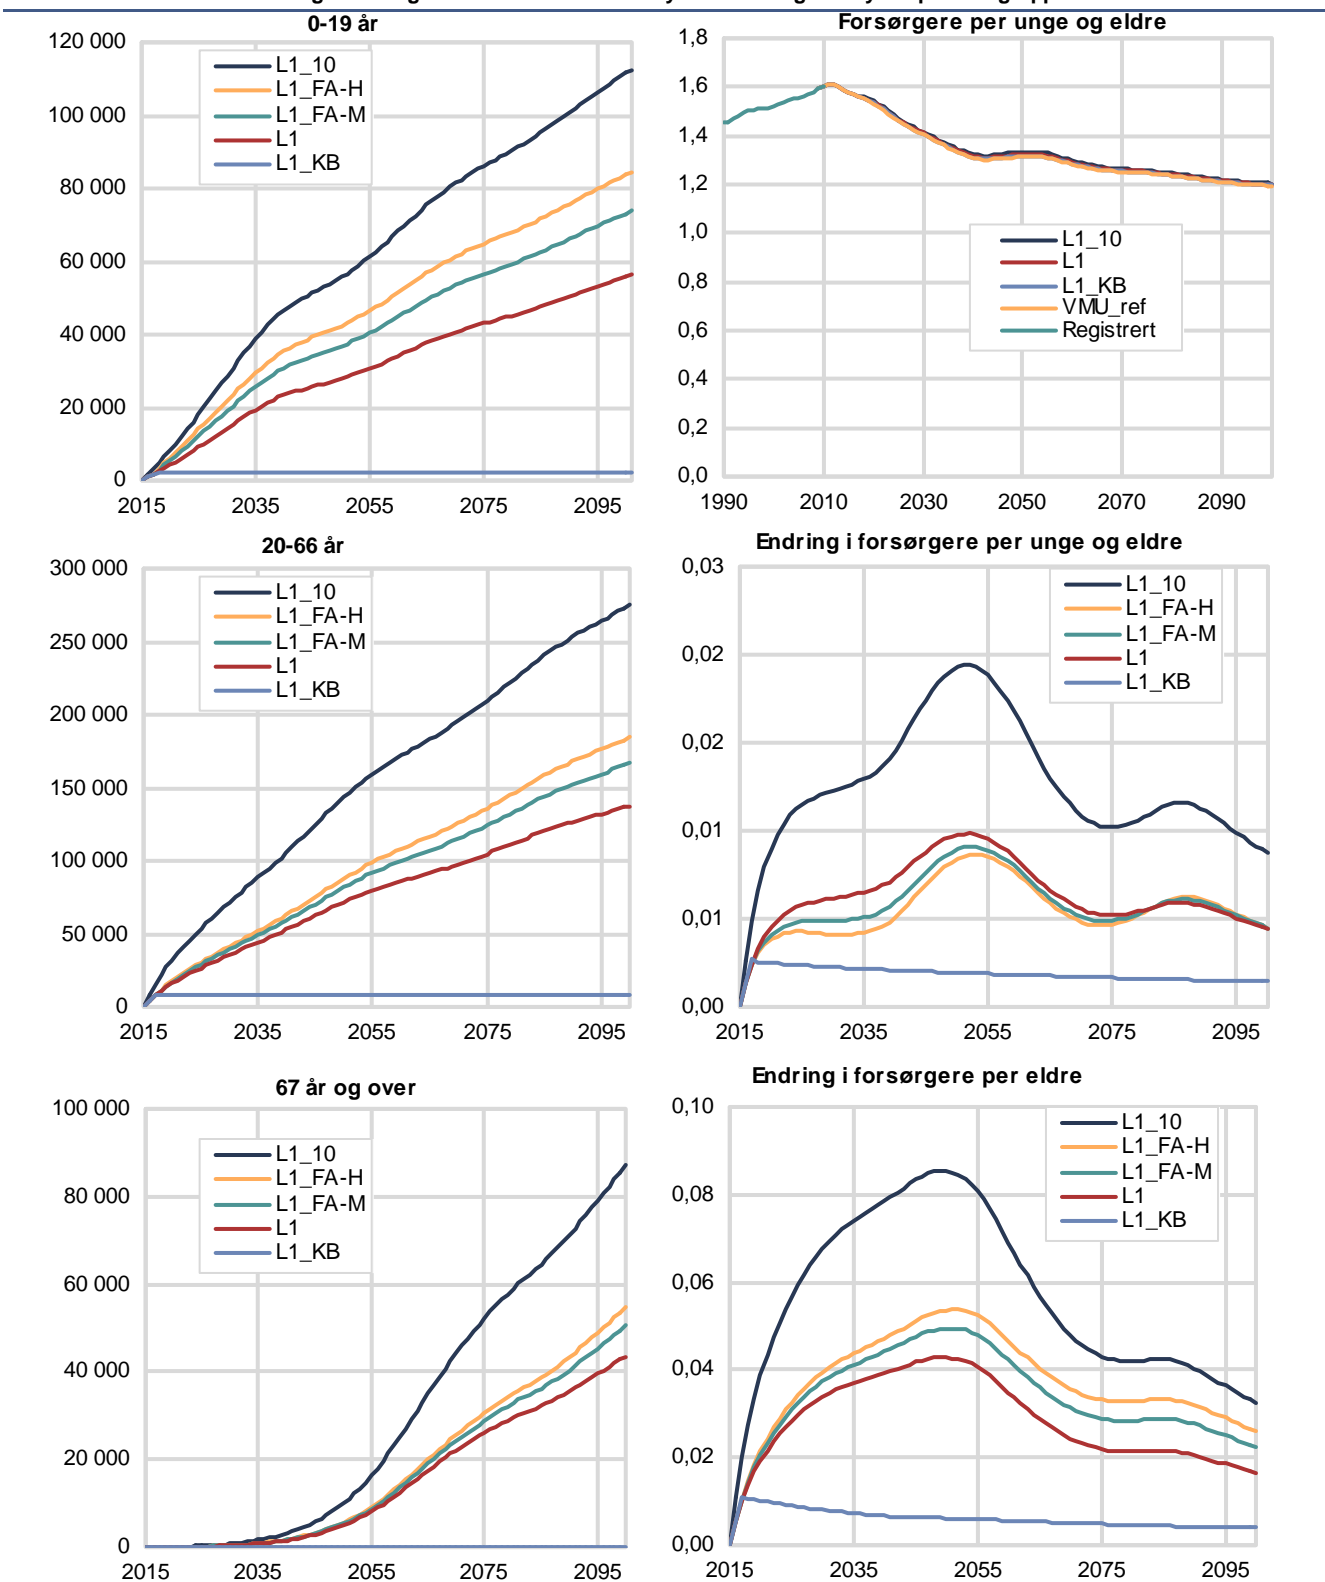 0-19 år
120 000
100 000
80 000
60 000
40 000
20 000
0
2015 2035 2055 2075 2095
L1_10
L1_FA-H
L1_FA-M
L1
L1_KB
Forsørgere per unge og eldre
1,8
1,6
1,4
1,2
1,0
0,8
0,6
0,4
0,2
0,0
1990 2010 2030 2050 2070 2090
L1_10
L1
L1_KB
VMU_ref
Registrert
20-66 år
300 000
250 000
200 000
150 000
100 000
50 000
0
2015 2035 2055 2075 2095
L1_10
L1_FA-H
L1_FA-M
L1
L1_KB
Endring i forsørgere per unge og eldre
0,03
0,02
0,02
0,01
0,01
0,00
2015 2035 2055 2075 2095
L1_10
L1_FA-H
L1_FA-M
L1
L1_KB
67 år og over
100 000
80 000
60 000
40 000
20 000
0
2015 2035 2055 2075 2095
L1_10
L1_FA-H
L1_FA-M
L1
L1_KB
Endring i forsørgere per eldre
0,10
0,08
0,06
0,04
0,02
0,00
2015 2035 2055 2075 2095
L1_10
L1_FA-H
L1_FA-M
L1
L1_KB